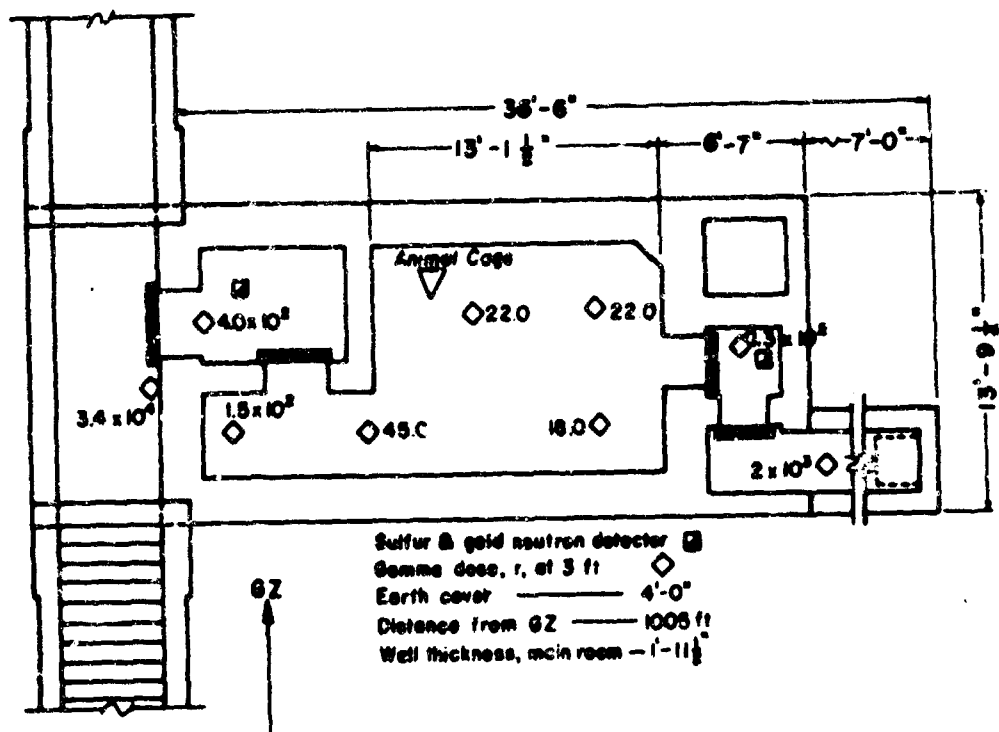 36'-6"
13'-1 1/2"
6'-7"
7'-0"
13'-9 1/2"
Animal Cage
4.0 x 10²
22.0
22.0
3.4 x 10⁴
1.5 x 10²
45.0
18.0
2 x 10³
Sulfur & gold neutron detector
Gamma dose, r, at 3 ft
Earth cover 4'-0"
Distance from GZ 1005 ft
Wall thickness, main room - 1'-11 1/2"
GZ